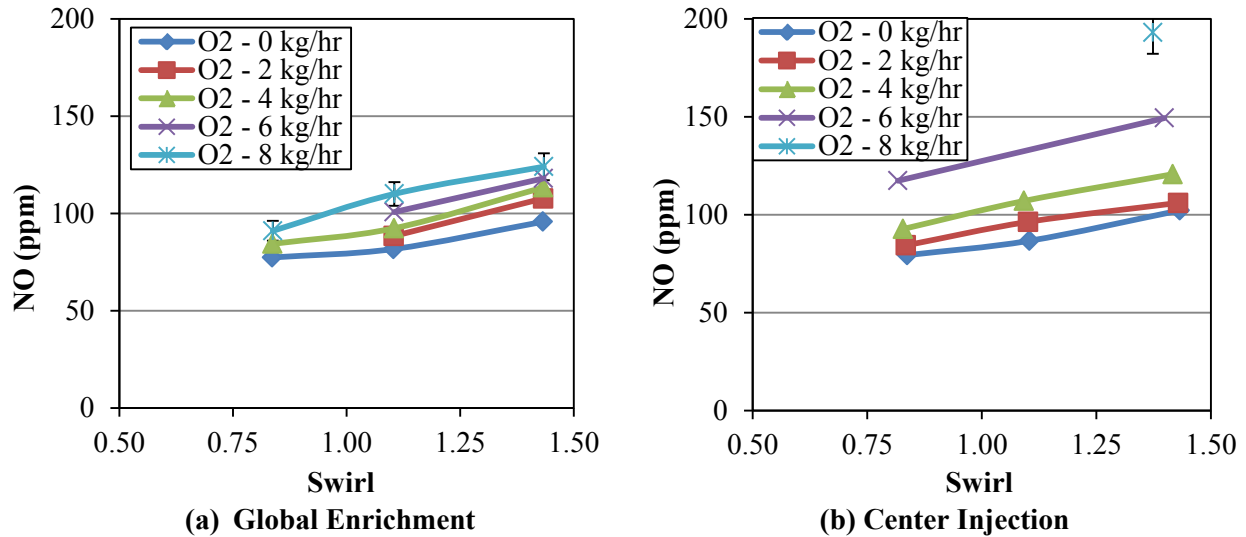 200
150
100
50
0
NO (ppm)
O2 - 0 kg/hr
O2 - 2 kg/hr
O2 - 4 kg/hr
O2 - 6 kg/hr
O2 - 8 kg/hr
0.50 0.75 1.00 1.25 1.50
Swirl
(a) Global Enrichment
200
150
100
50
0
NO (ppm)
O2 - 0 kg/hr
O2 - 2 kg/hr
O2 - 4 kg/hr
O2 - 6 kg/hr
O2 - 8 kg/hr
0.50 0.75 1.00 1.25 1.50
Swirl
(b) Center Injection